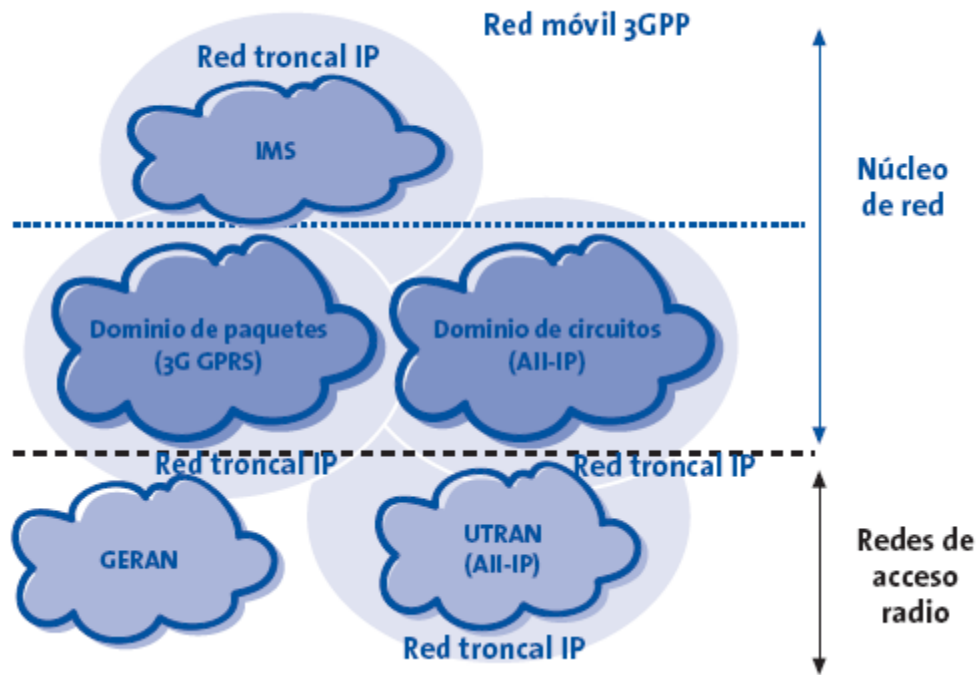 Red móvil 3GPP
Red troncal IP
IMS
Núcleo
de red
Dominio de paquetes
(3G GPRS)
Dominio de circuitos
(All-IP)
Red troncal IP
Red troncal IP
GERAN
UTRAN
(All-IP)
Redes de
acceso
radio
Red troncal IP